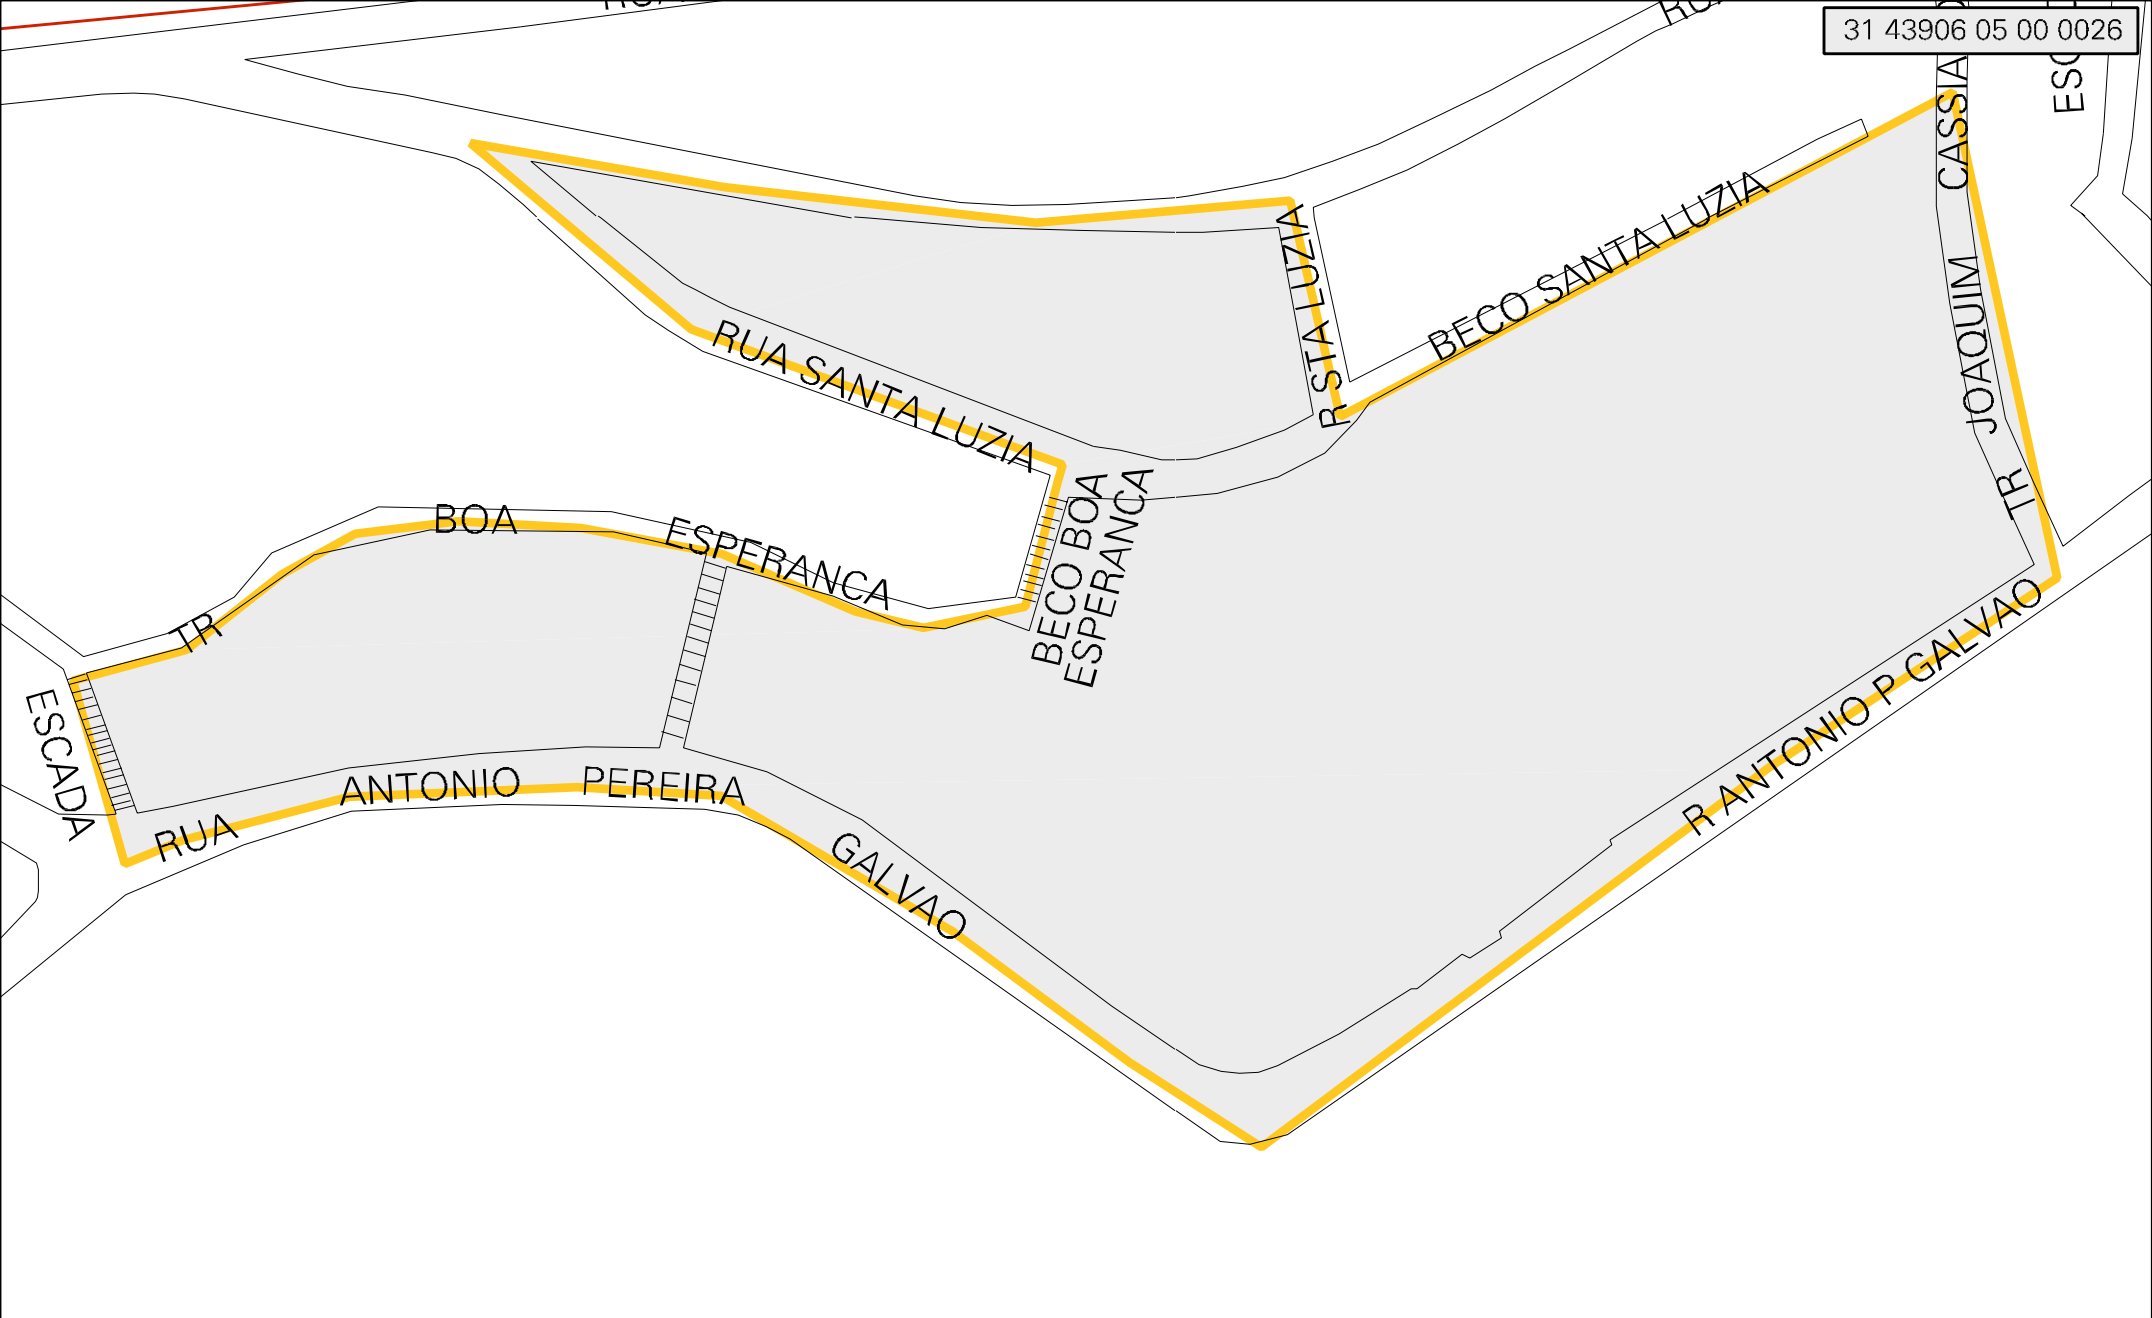 31 43906 05 00 0026
CASSIA
JOAQUIM
TR
R STA LUZIA
BECO SANTA LUZIA
RUA SANTA LUZIA
TR
BOA
ESPERANCA
BECO BOA
ESPERANCA
ESCADA
RUA
ANTONIO
PEREIRA
GALVAO
R ANTONIO P GALVAO